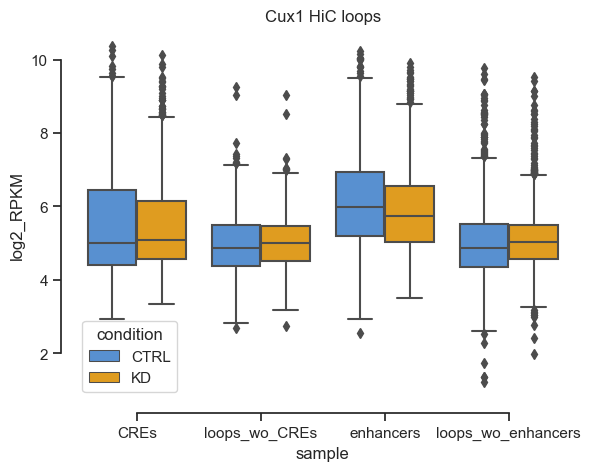 Cux1 HiC loops
log2_RPKM
10
8
6
4
2
condition
CTRL
KD
CREs
loops_wo_CREs
enhancers
loops_wo_enhancers
sample